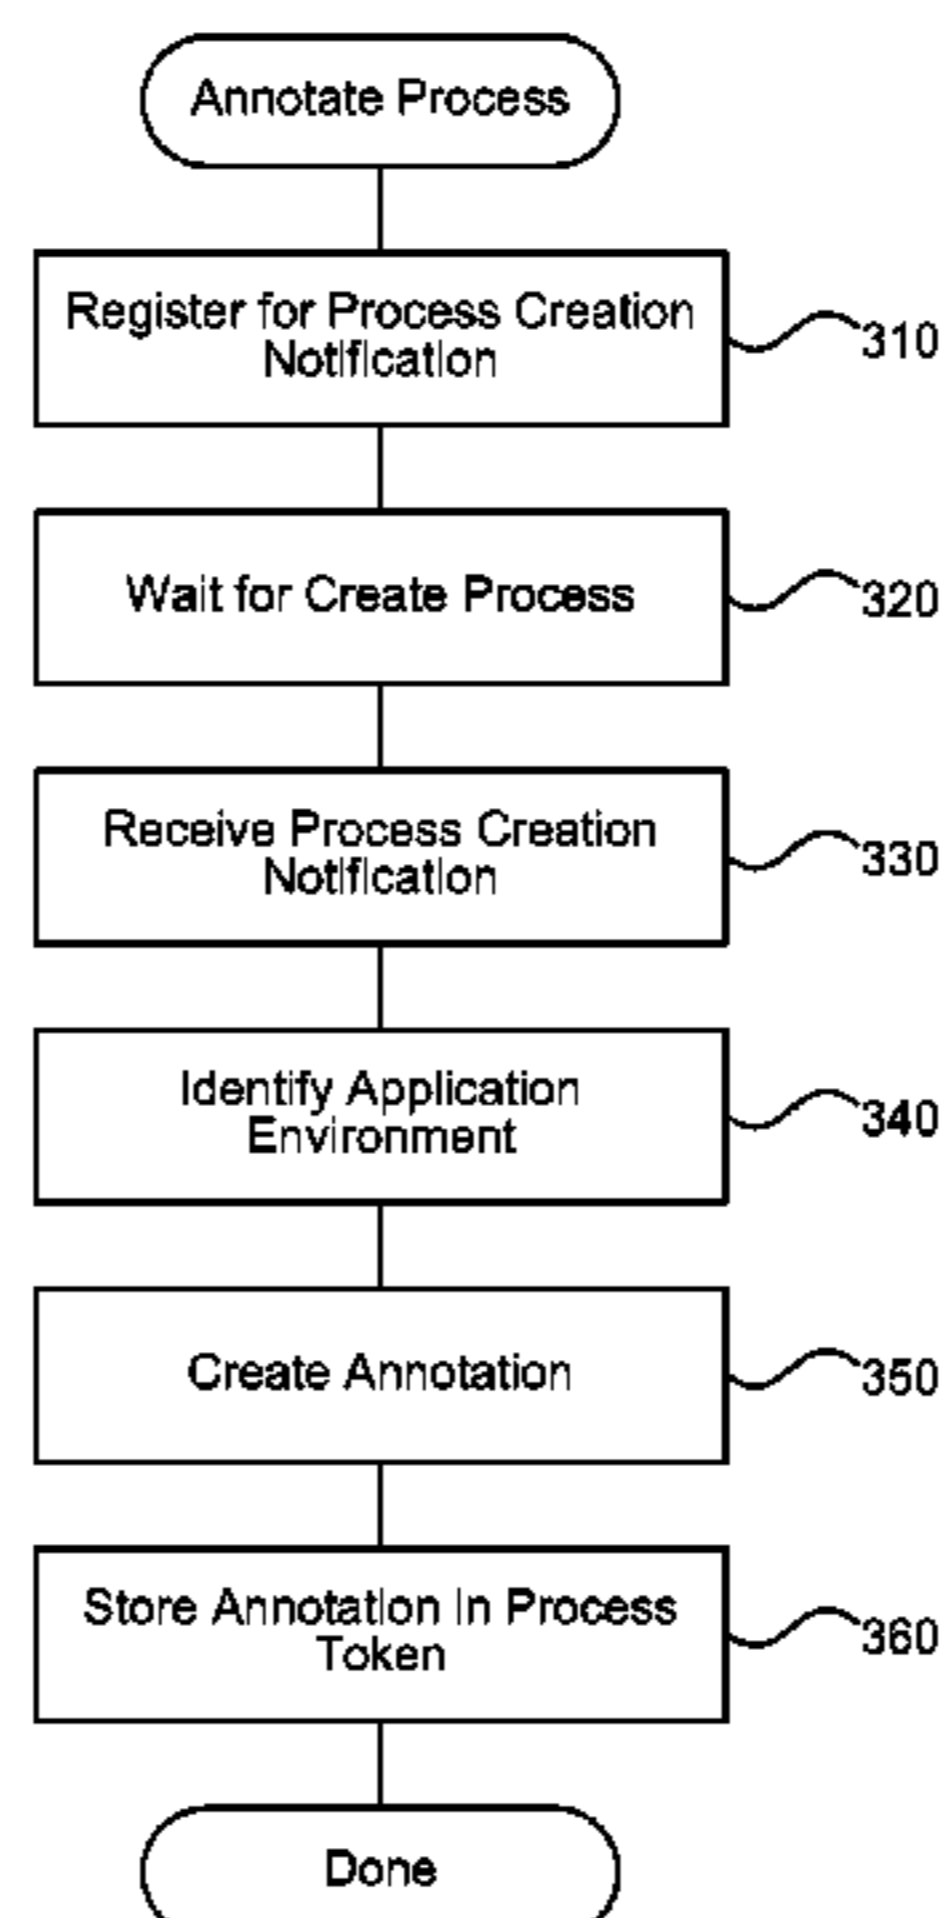 Annotate Process
Register for Process Creation
Notification
310
Wait for Create Process
320
Receive Process Creation
Notification
330
Identify Application
Environment
340
Create Annotation
350
Store Annotation In Process
Token
360
Done